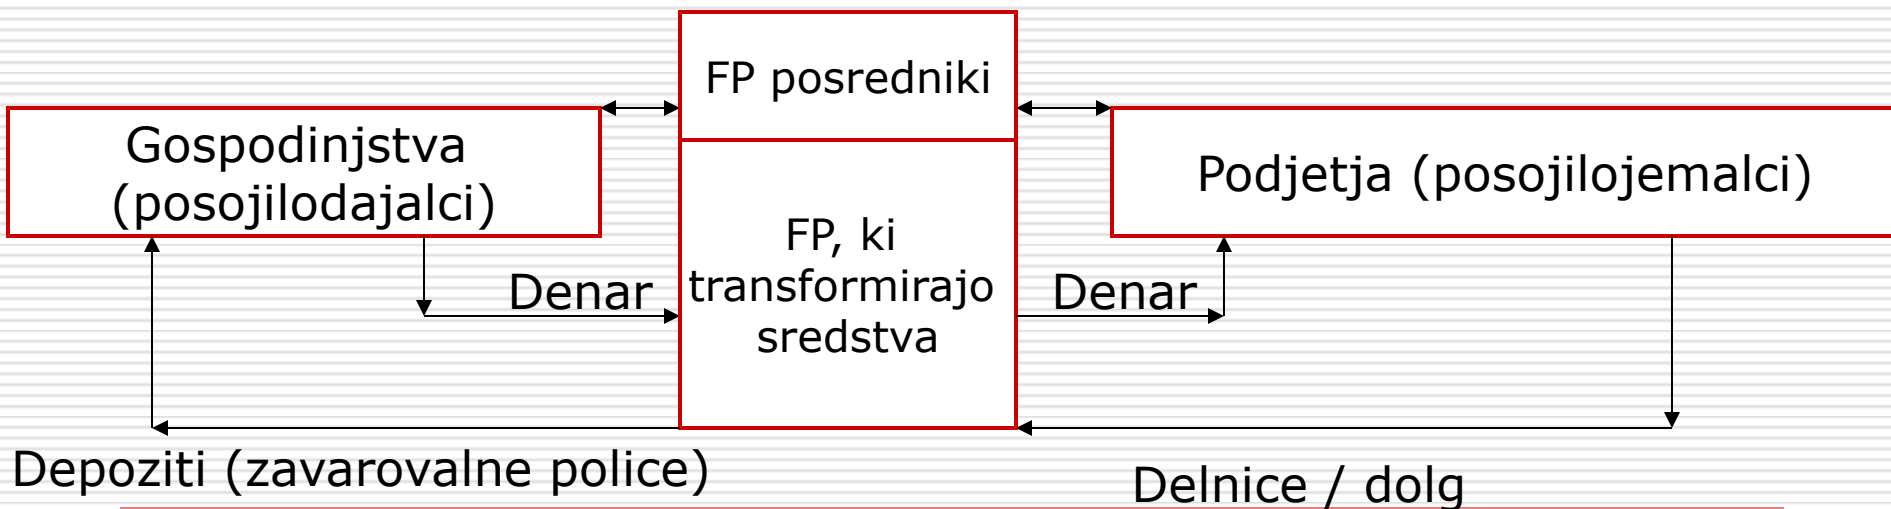 FP posredniki
Gospodinjstva
(posojilodajalci)
Podjetja (posojilojemalci)
FP, ki
transformirajo
sredstva
Denar
Denar
Depoziti (zavarovalne police)
Delnice / dolg